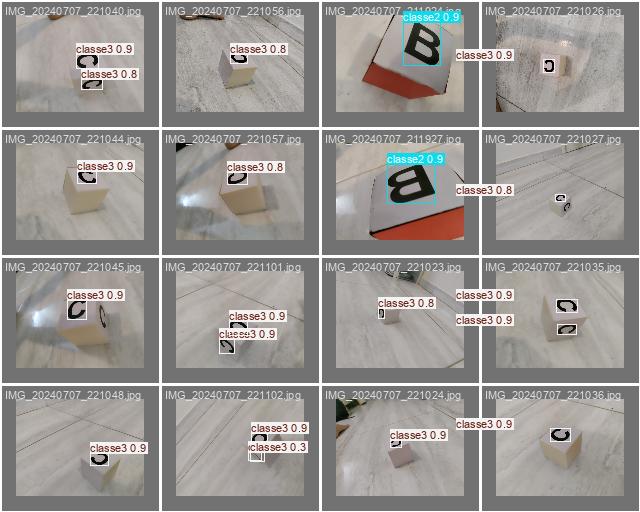 IMG_20240707_221040.jpg
classe3 0.9
C
classe3 0.8
C
IMG_20240707_221056.jpg
classe3 0.8
C
classe2 0.9
B
IMG_20240707_221026.jpg
classe3 0.9
C
IMG_20240707_221044.jpg
classe3 0.9
C
IMG_20240707_221057.jpg
classe3 0.8
C
211927.jpg
classe2 0.9
B
IMG_20240707_221027.jpg
classe3 0.8
C
C
IMG_20240707_221045.jpg
classe3 0.9
C
C
IMG_20240707_221101.jpg
classe3 0.9
classe3 0.9
C
IMG_20240707_221023.jpg
classe3 0.8
IMG_20240707_221035.jpg
classe3 0.9
C
classe3 0.9
C
IMG_20240707_221048.jpg
classe3 0.9
C
IMG_20240707_221102.jpg
classe3 0.9
classe3 0.3
IMG_20240707_221024.jpg
classe3 0.9
IMG_20240707_221036.jpg
classe3 0.9
C